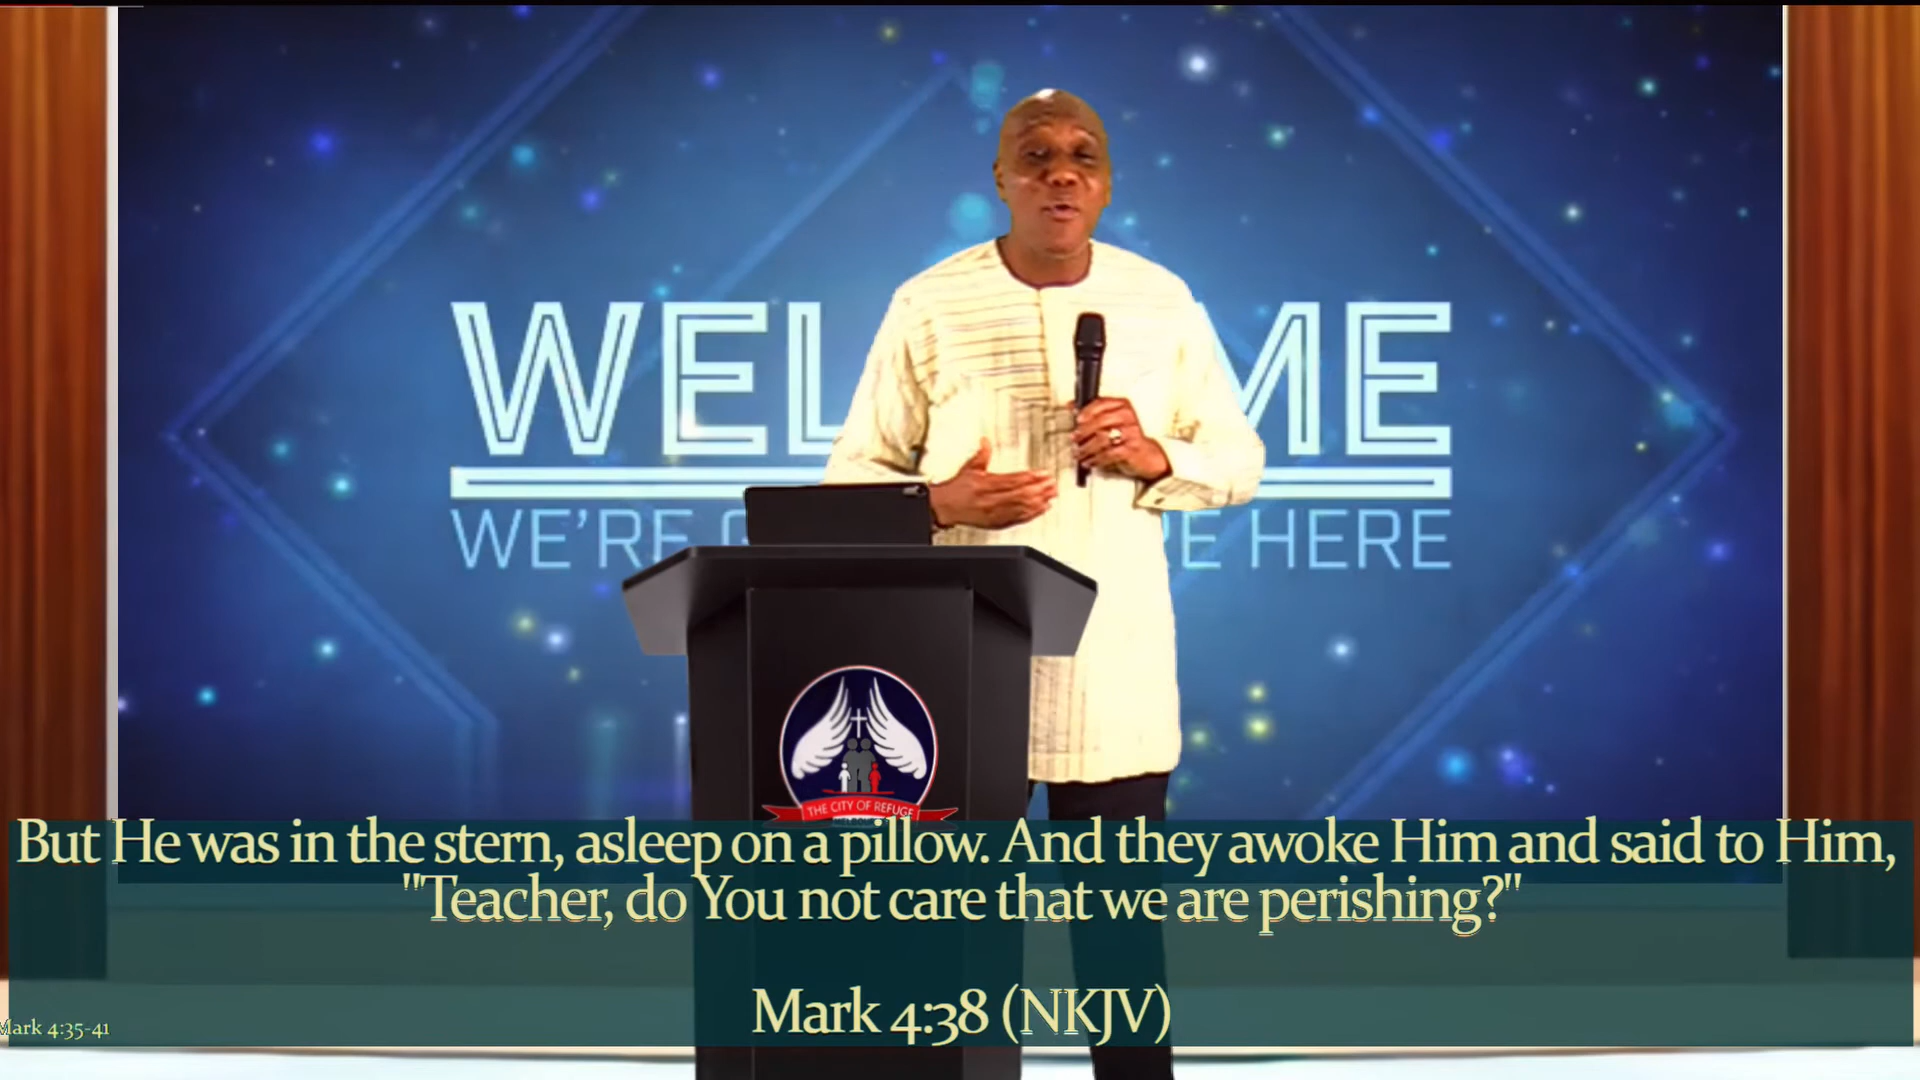 WEL ME
WE'RE RE HERE
THE CITY OF REFUGE
But He was in the stern, asleep on a pillow. And they awoke Him and said to Him,
"Teacher, do You not care that we are perishing?"
Mark 4:38 (NKJV)
Mark 4:35-41